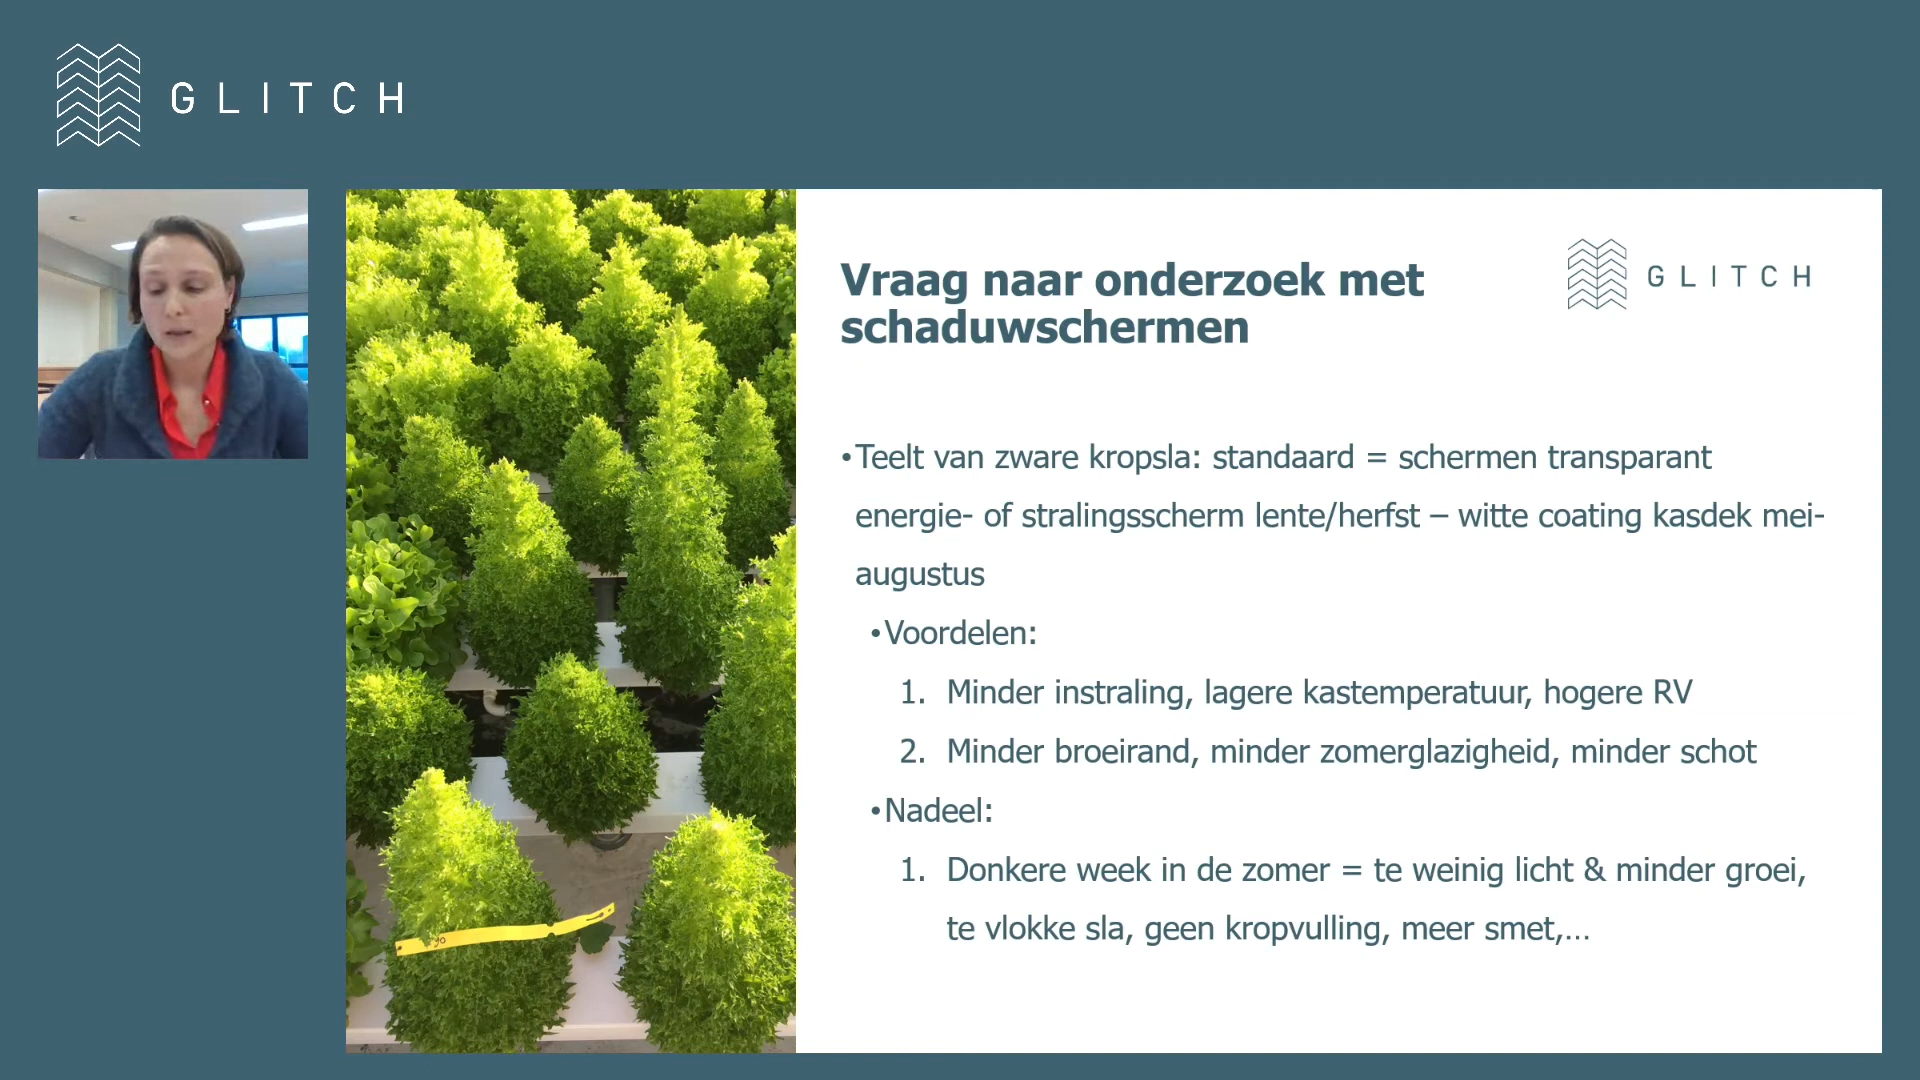 GLITCH
Vraag naar onderzoek met
schaduwschermen
GLITCH
•Teelt van zware kropsla: standaard = schermen transparant
energie- of stralingsscherm lente/herfst – witte coating kasdek mei-
augustus
•Voordelen:
1. Minder instraling, lagere kastemperatuur, hogere RV
2. Minder broeirand, minder zomerglazigheid, minder schot
•Nadeel:
1. Donkere week in de zomer = te weinig licht & minder groei,
te vlokke sla, geen kropvulling, meer smet,...